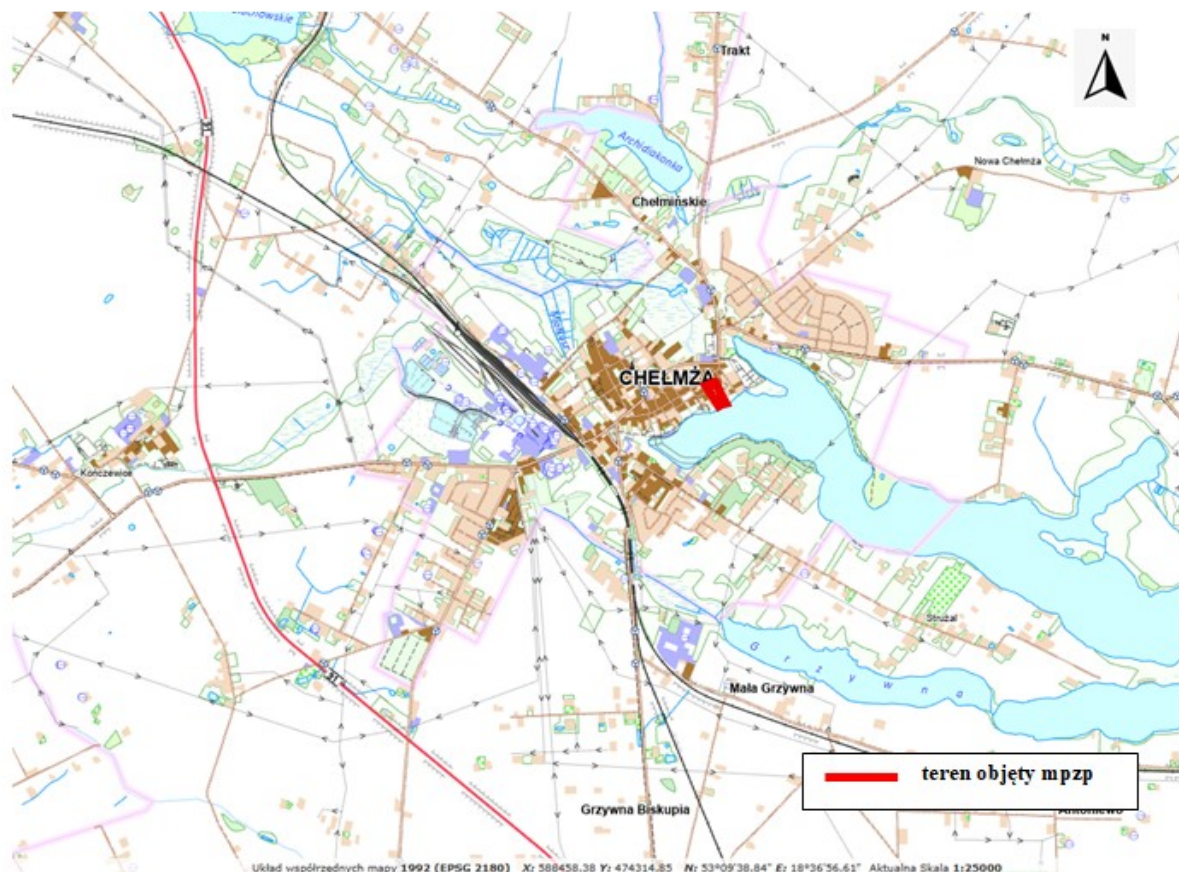 N
Trakt
91
Archidiakonka
Nowa Chełmża
Chełmińskie
CHEŁMŻA
Kończewice
Strużal
Grzywna
Mała Grzywna
91
teren objęty mpzp
Grzywna Biskupia
Układ współrzędnych mapy 1992 (EPSG 2180) X: 588458.38 Y: 474314.85 N: 53°09'38.84" E: 18°36'56.61" Aktualna Skala 1:25000